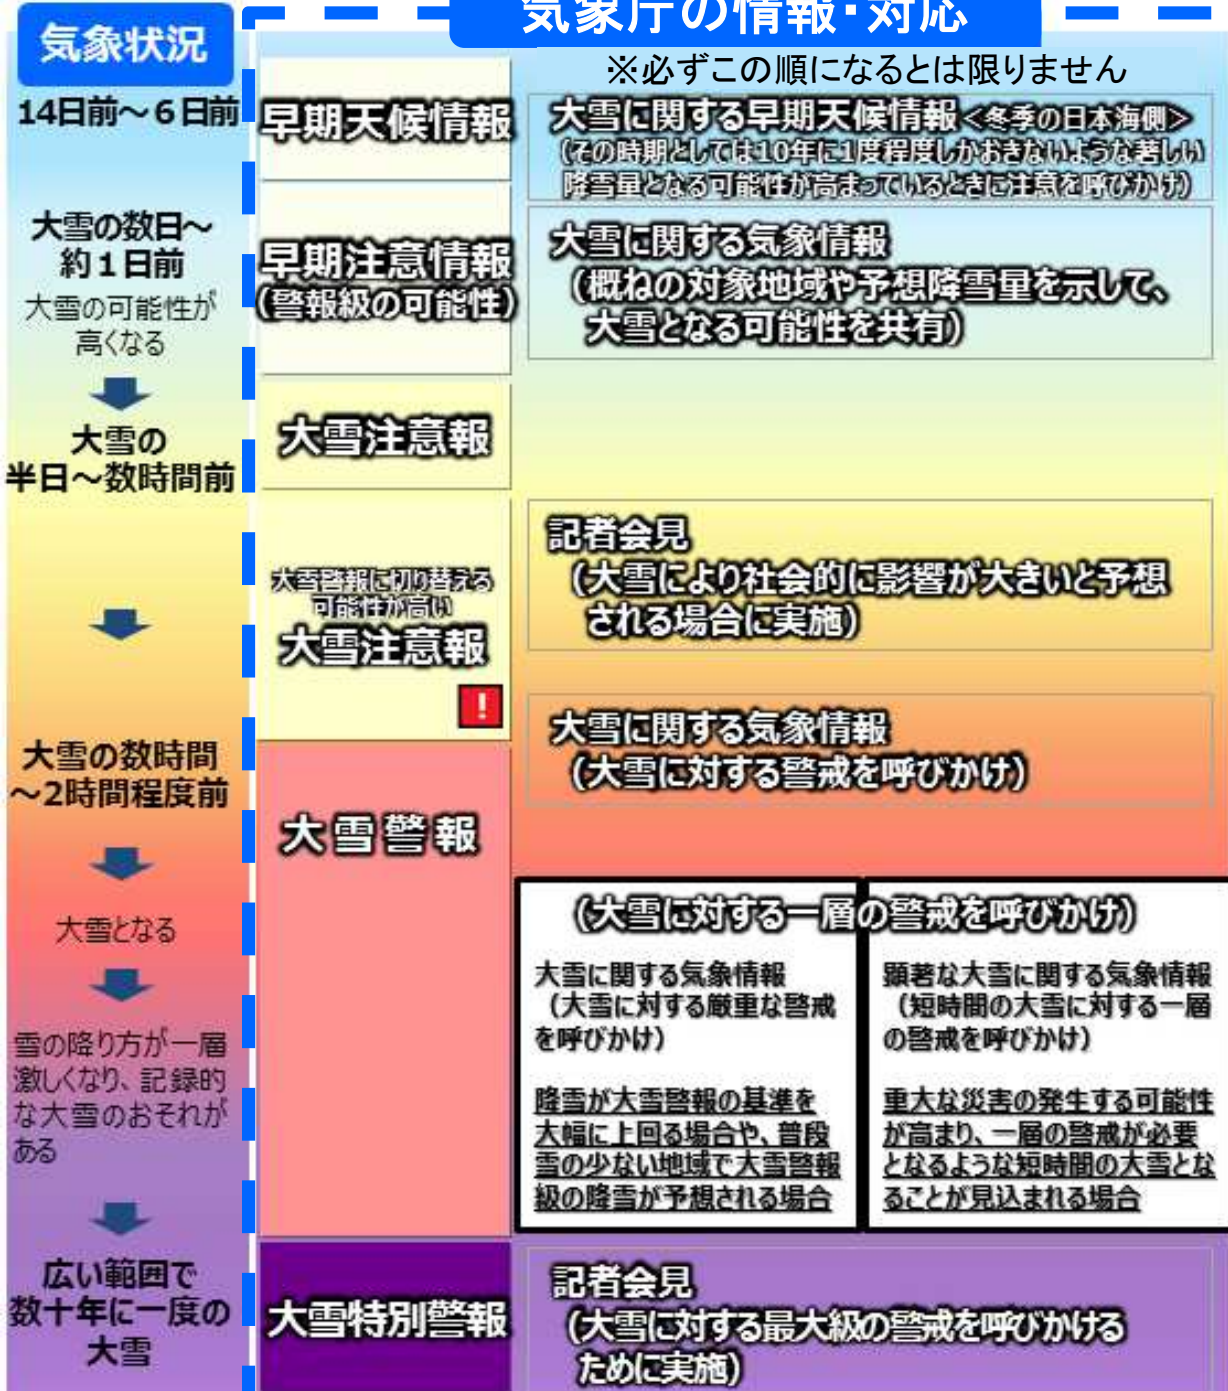 気象庁の情報・対応
気象状況
※必ずこの順になるとは限りません
14日前～6日前
早期天候情報
大雪に関する早期天候情報<冬季の日本海側>
(その時期としては10年に1度程度しかおきないような著しい
降雪量となる可能性が高まっているときに注意を呼びかけ)
大雪の数日～
約1日前
大雪の可能性が
高くなる
早期注意情報
(警報級の可能性)
大雪に関する気象情報
(概ねの対象地域や予想降雪量を示して、
大雪となる可能性を共有)
大雪の
半日～数時間前
大雪注意報
大雪警報に切り替える
可能性が高い
大雪注意報
!
記者会見
(大雪により社会的に影響が大きいと予想
される場合に実施)
大雪の数時間
～2時間程度前
大雪に関する気象情報
(大雪に対する警戒を呼びかけ)
大雪警報
大雪となる
雪の降り方が一層
激しくなり、記録的
な大雪のおそれが
ある
(大雪に対する一層の警戒を呼びかけ)
大雪に関する気象情報
(大雪に対する厳重な警戒
を呼びかけ)
降雪が大雪警報の基準を
大幅に上回る場合や、普段
雪の少ない地域で大雪警報
級の降雪が予想される場合
顕著な大雪に関する気象情報
(短時間の大雪に対する一層
の警戒を呼びかけ)
重大な災害の発生する可能性
が高まり、一層の警戒が必要
となるような短時間の大雪とな
ることが見込まれる場合
広い範囲で
数十年に一度の
大雪
大雪特別警報
記者会見
(大雪に対する最大級の警戒を呼びかける
ために実施)